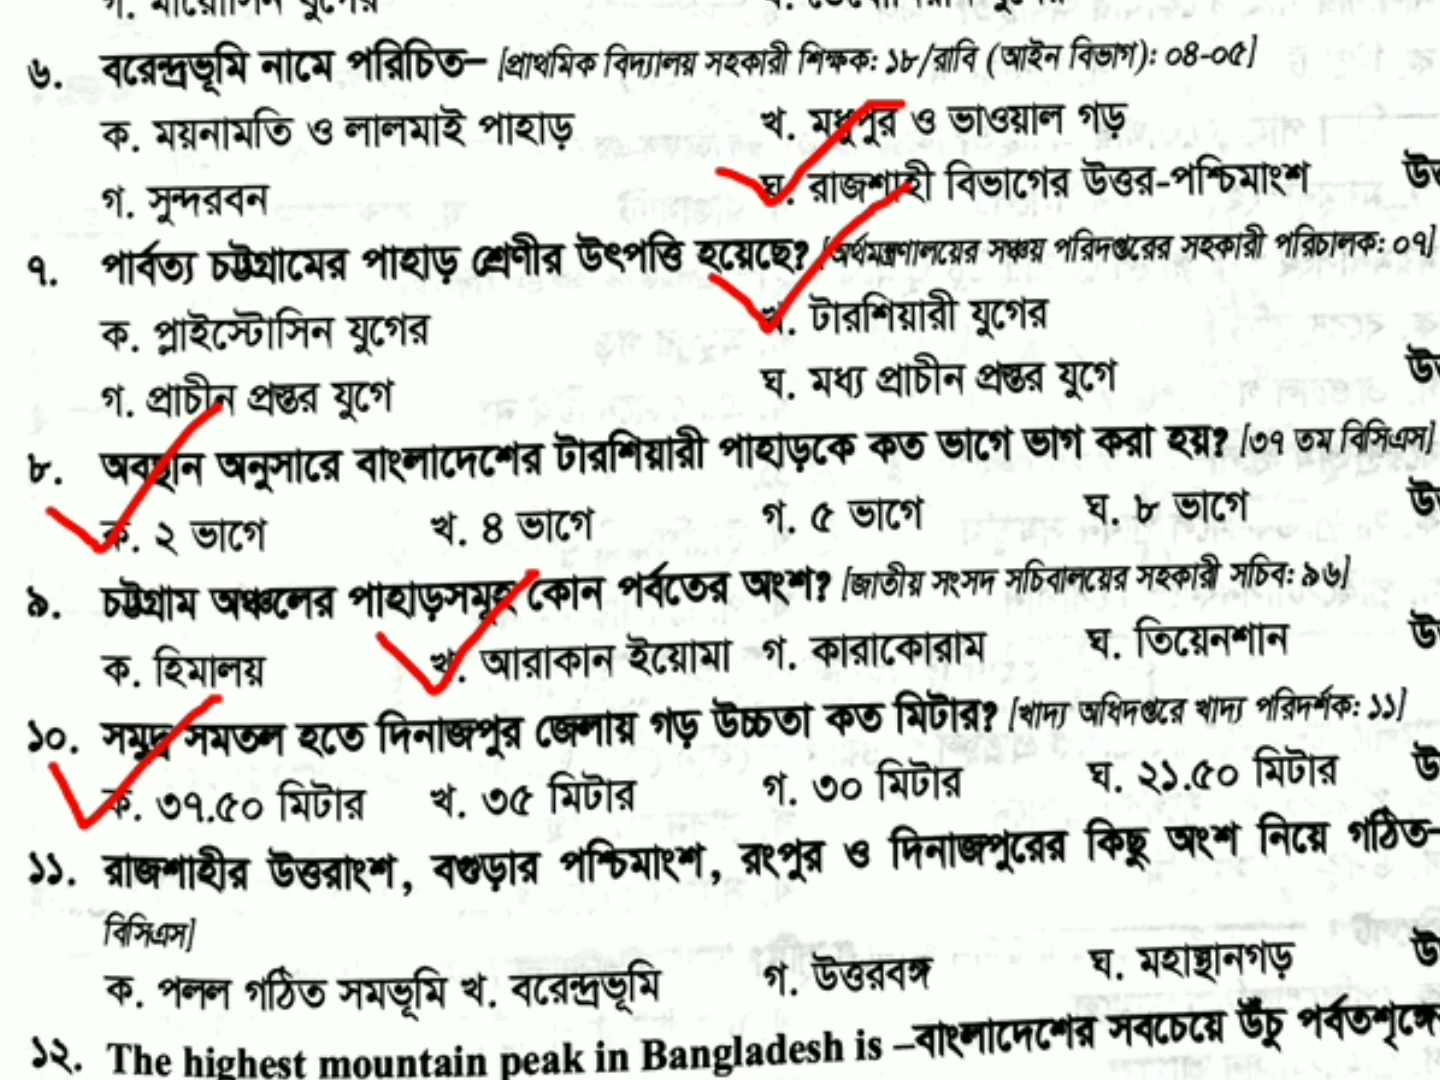 ৬. বরেন্দ্রভূমি নামে পরিচিত– [প্রাথমিক বিদ্যালয় সহকারী শিক্ষক: ১৮/রাবি (আইন বিভাগ): ০৪-০৫]
ক. ময়নামতি ও লালমাই পাহাড় খ. মধুপুর ও ভাওয়াল গড়
গ. সুন্দরবন ঘ. রাজশাহী বিভাগের উত্তর-পশ্চিমাংশ
৭. পার্বত্য চট্টগ্রামের পাহাড় শ্রেণীর উৎপত্তি হয়েছে? [অর্থমন্ত্রণালয়ের সঞ্চয় পরিদপ্তরের সহকারী পরিচালক: ০৭]
ক. প্লাইস্টোসিন যুগের খ. টারশিয়ারী যুগের
গ. প্রাচীন প্রস্তর যুগে ঘ. মধ্য প্রাচীন প্রস্তর যুগে
৮. অবস্থান অনুসারে বাংলাদেশের টারশিয়ারী পাহাড়কে কত ভাগে ভাগ করা হয়? [৩৭ তম বিসিএস]
ক. ২ ভাগে খ. ৪ ভাগে গ. ৫ ভাগে ঘ. ৮ ভাগে
৯. চট্টগ্রাম অঞ্চলের পাহাড়সমূহ কোন পর্বতের অংশ? [জাতীয় সংসদ সচিবালয়ের সহকারী সচিব: ৯৬]
ক. হিমালয় খ. আরাকান ইয়োমা গ. কারাকোরাম ঘ. তিয়েনশান
১০. সমুদ্র সমতল হতে দিনাজপুর জেলায় গড় উচ্চতা কত মিটার? [খাদ্য অধিদপ্তরে খাদ্য পরিদর্শক: ১১]
ক. ৩৭.৫০ মিটার খ. ৩৫ মিটার গ. ৩০ মিটার ঘ. ২১.৫০ মিটার
১১. রাজশাহীর উত্তরাংশ, বগুড়ার পশ্চিমাংশ, রংপুর ও দিনাজপুরের কিছু অংশ নিয়ে গঠিত–
বিসিএস]
ক. পলল গঠিত সমভূমি খ. বরেন্দ্রভূমি গ. উত্তরবঙ্গ ঘ. মহাস্থানগড়
১২. The highest mountain peak in Bangladesh is –বাংলাদেশের সবচেয়ে উঁচু পর্বতশৃঙ্গে